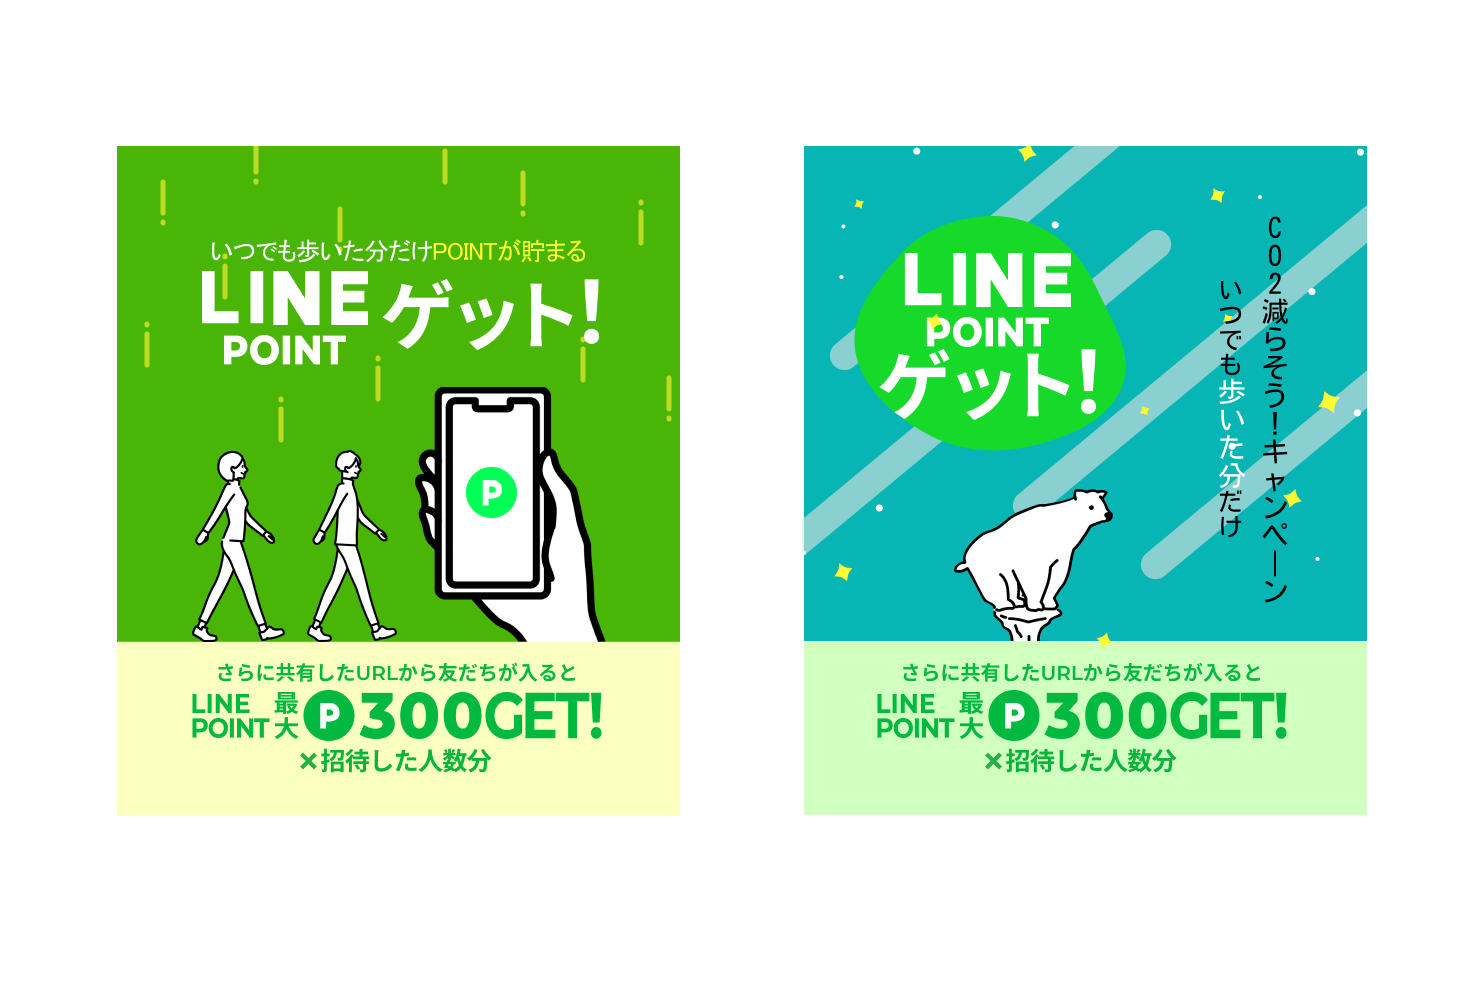 いつでも歩いた分だけPOINTが貯まる
LINE
POINT
ゲット!
P
さらに共有したURLから友だちが入ると
LINE
POINT
最大
P300GET!
×招待した人数分
LINE
POINT
ゲット!
CO2減らそう!キャンペーン
いつでも歩いた分だけ
さらに共有したURLから友だちが入ると
LINE
POINT
最大
P300GET!
×招待した人数分